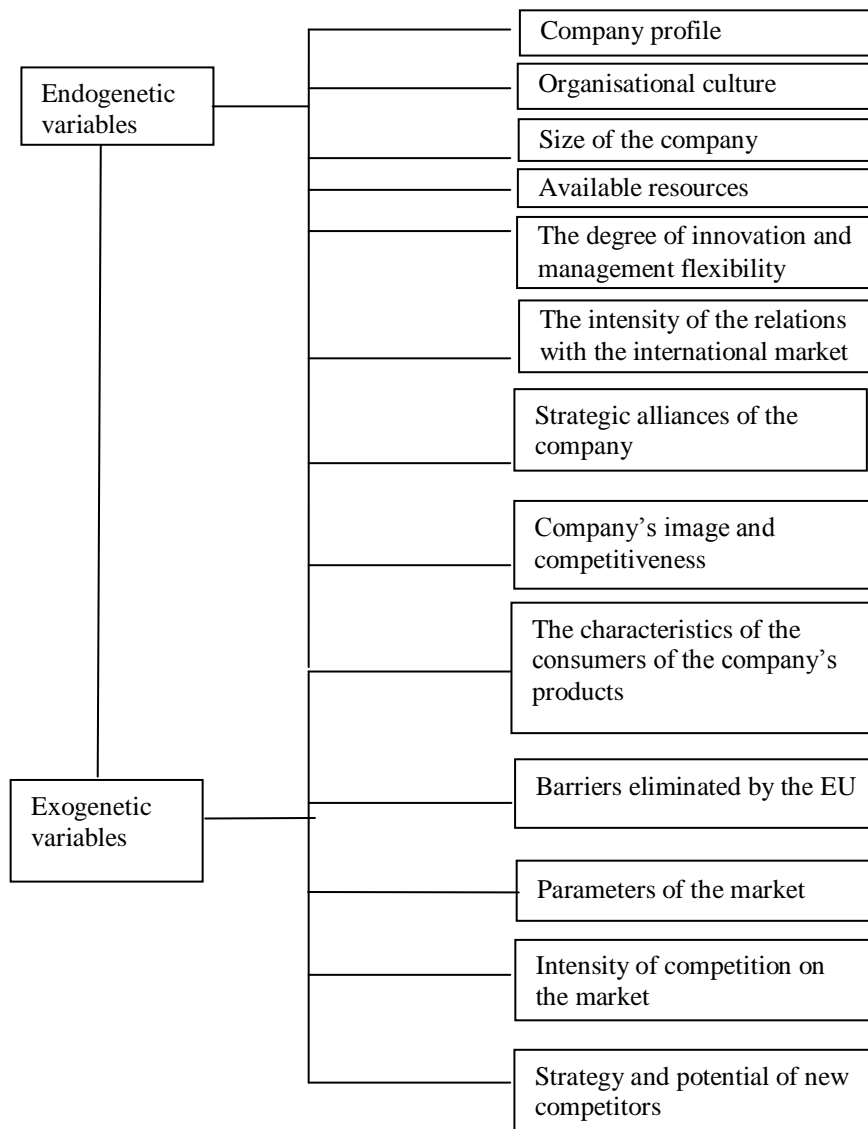 Endogenetic
variables
Company profile
Organisational culture
Size of the company
Available resources
The degree of innovation and
management flexibility
The intensity of the relations
with the international market
Strategic alliances of the
company
Company’s image and
competitiveness
Exogenetic
variables
The characteristics of the
consumers of the company’s
products
Barriers eliminated by the EU
Parameters of the market
Intensity of competition on
the market
Strategy and potential of new
competitors